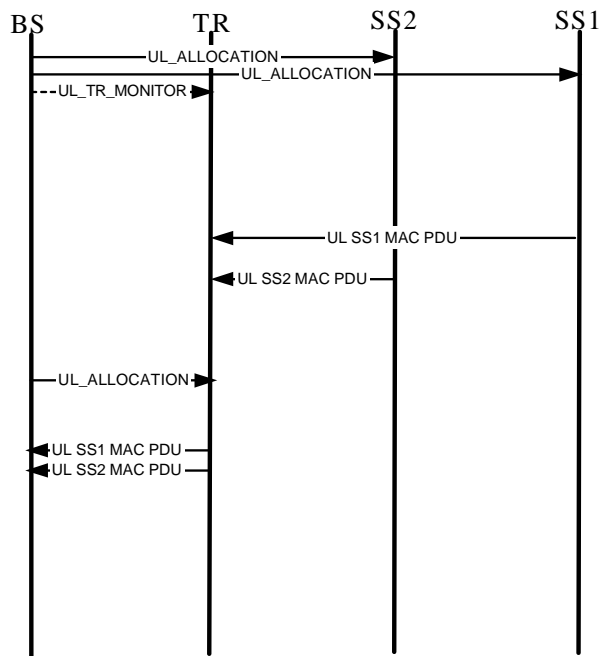 BS TR SS2 SS1
UL_ALLOCATION
UL_ALLOCATION
UL_TR_MONITOR
UL SS1 MAC PDU
UL SS2 MAC PDU
UL_ALLOCATION
UL SS1 MAC PDU
UL SS2 MAC PDU